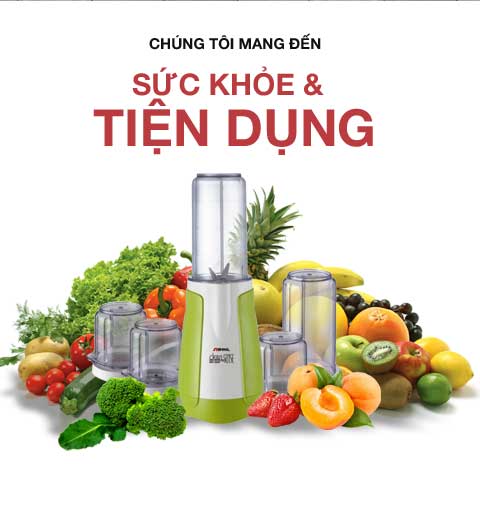 CHÚNG TÔI MANG ĐẾN
SỨC KHỎE &
TIỆN DỤNG